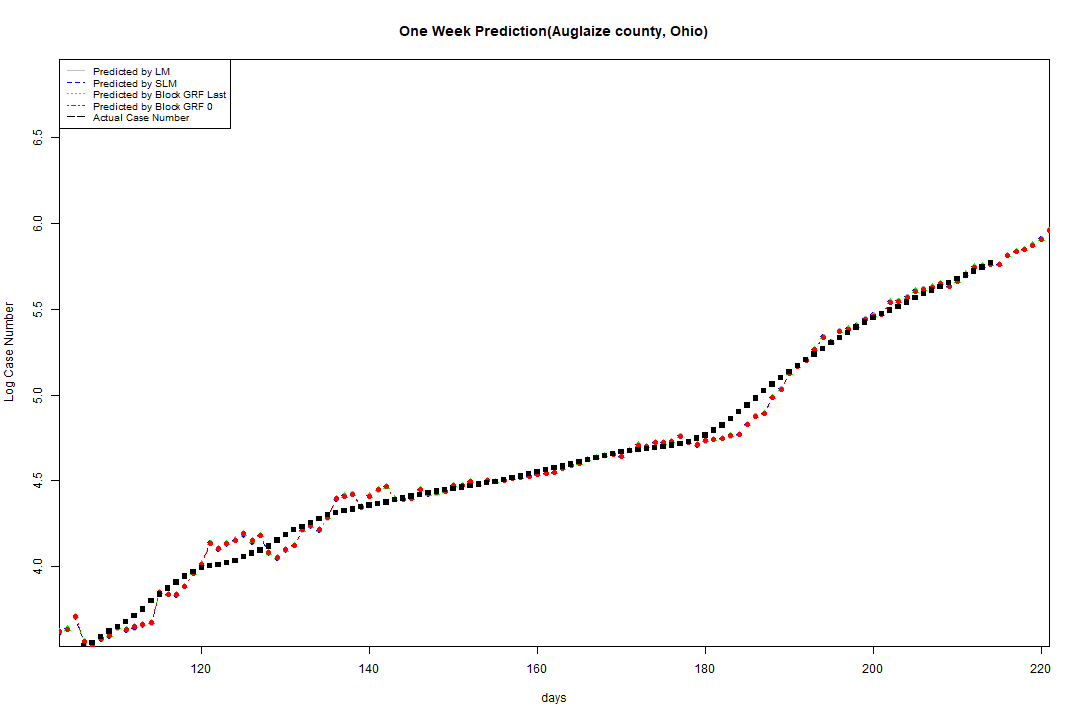 One Week Prediction(Auglaize county, Ohio)
Predicted by LM
Predicted by SLM
Predicted by Block GRF Last
Predicted by Block GRF 0
Actual Case Number
Log Case Number
6.5
6.0
5.5
5.0
4.5
4.0
120 140 160 180 200 220
days